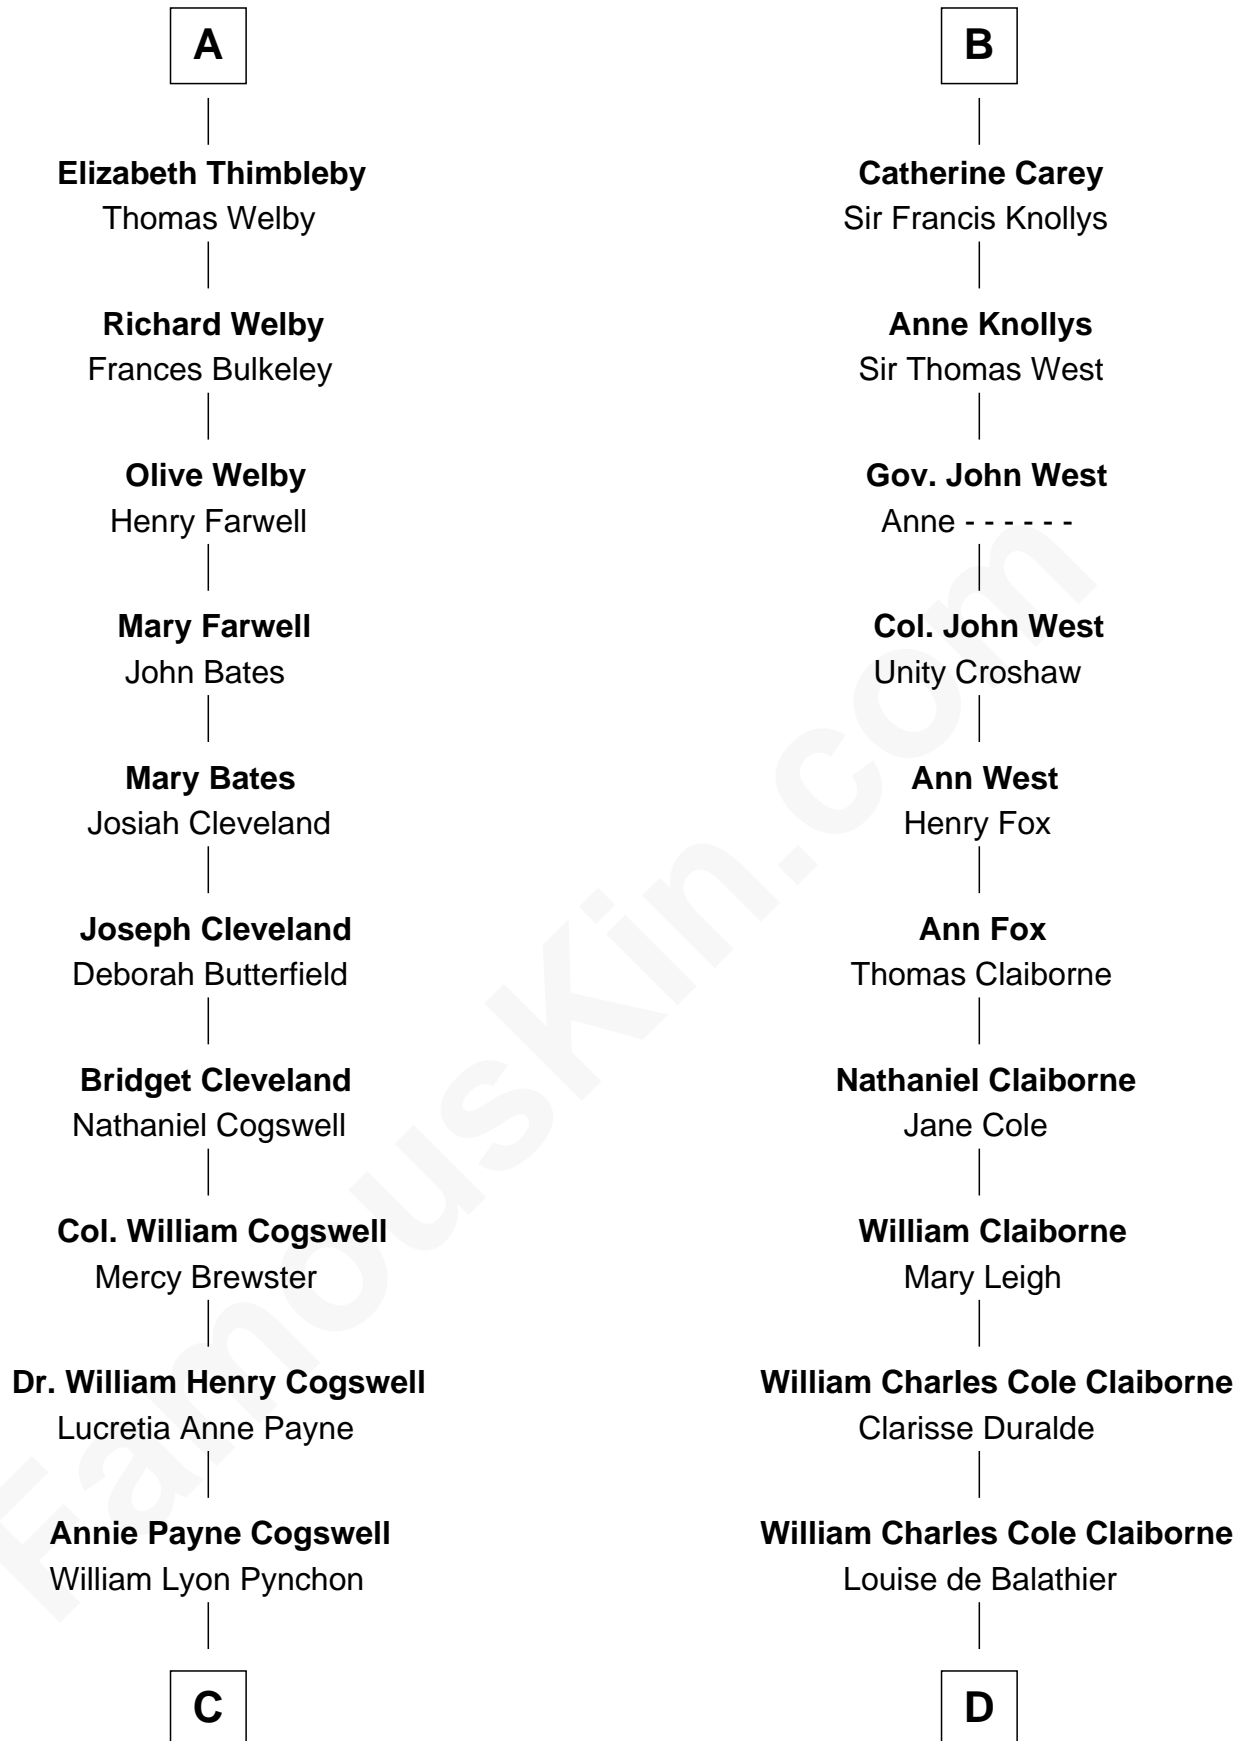 A
Elizabeth Thimbleby
Thomas Welby
Richard Welby
Frances Bulkeley
Olive Welby
Henry Farwell
Mary Farwell
John Bates
Mary Bates
Josiah Cleveland
Joseph Cleveland
Deborah Butterfield
Bridget Cleveland
Nathaniel Cogswell
Col. William Cogswell
Mercy Brewster
Dr. William Henry Cogswell
Lucretia Anne Payne
Annie Payne Cogswell
William Lyon Pynchon
C
B
Catherine Carey
Sir Francis Knollys
Anne Knollys
Sir Thomas West
Gov. John West
Anne - - - - - -
Col. John West
Unity Croshaw
Ann West
Henry Fox
Ann Fox
Thomas Claiborne
Nathaniel Claiborne
Jane Cole
William Claiborne
Mary Leigh
William Charles Cole Claiborne
Clarisse Duralde
William Charles Cole Claiborne
Louise de Balathier
D
FamousKin.com